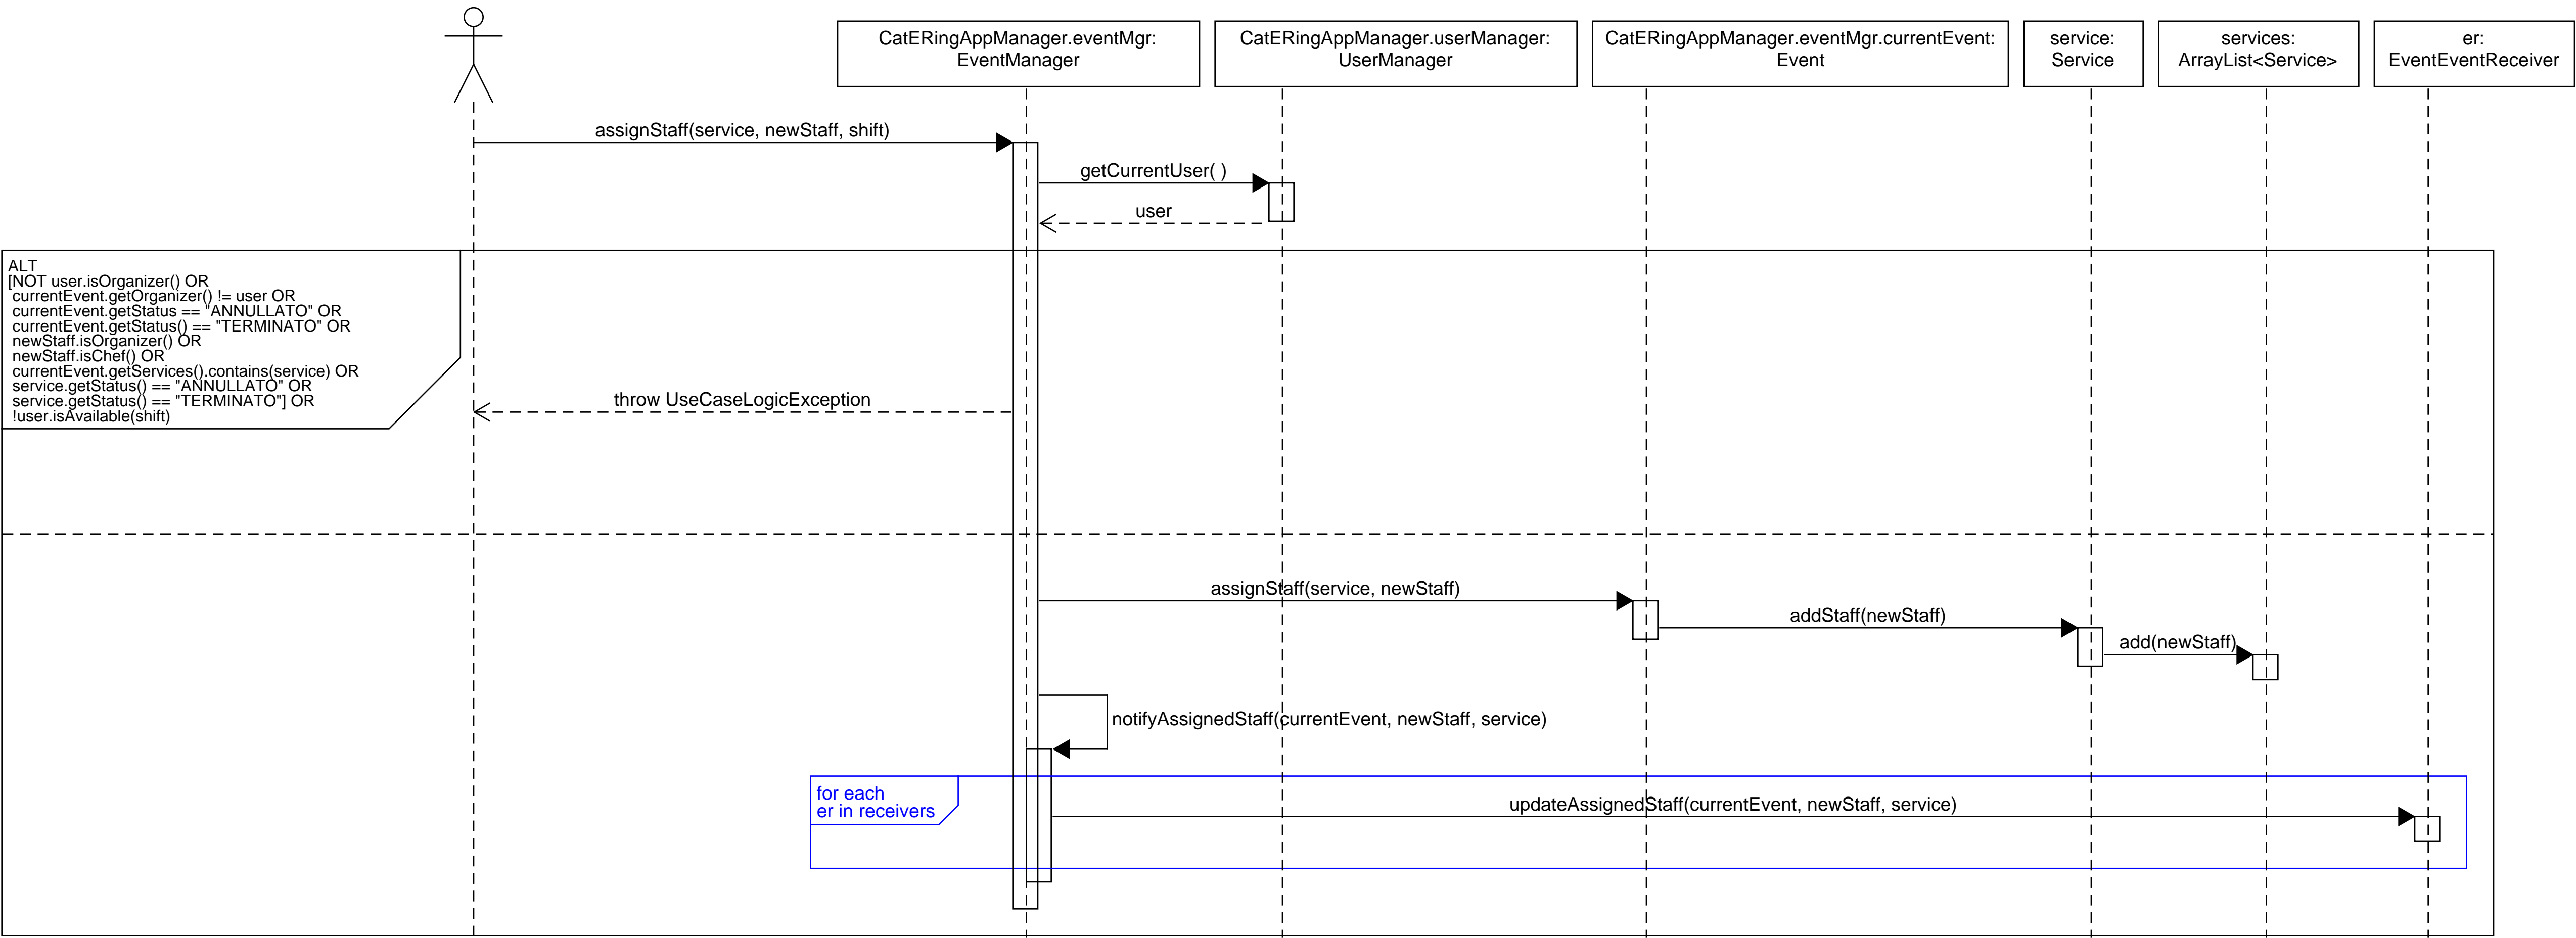 CatERingAppManager.eventMgr:
EventManager
CatERingAppManager.userManager:
UserManager
CatERingAppManager.eventMgr.currentEvent:
Event
service:
Service
services:
ArrayList<Service>
er:
EventEventReceiver
assignStaff(service, newStaff, shift)
getCurrentUser( )
user
ALT
[NOT user.isOrganizer() OR
currentEvent.getOrganizer() != user OR
currentEvent.getStatus == "ANNULLATO" OR
currentEvent.getStatus() == "TERMINATO" OR
newStaff.isOrganizer() OR
newStaff.isChef() OR
currentEvent.getServices().contains(service) OR
service.getStatus() == "ANNULLATO" OR
service.getStatus() == "TERMINATO"] OR
!user.isAvailable(shift)
throw UseCaseLogicException
assignStaff(service, newStaff)
addStaff(newStaff)
add(newStaff)
notifyAssignedStaff(currentEvent, newStaff, service)
for each
er in receivers
updateAssignedStaff(currentEvent, newStaff, service)